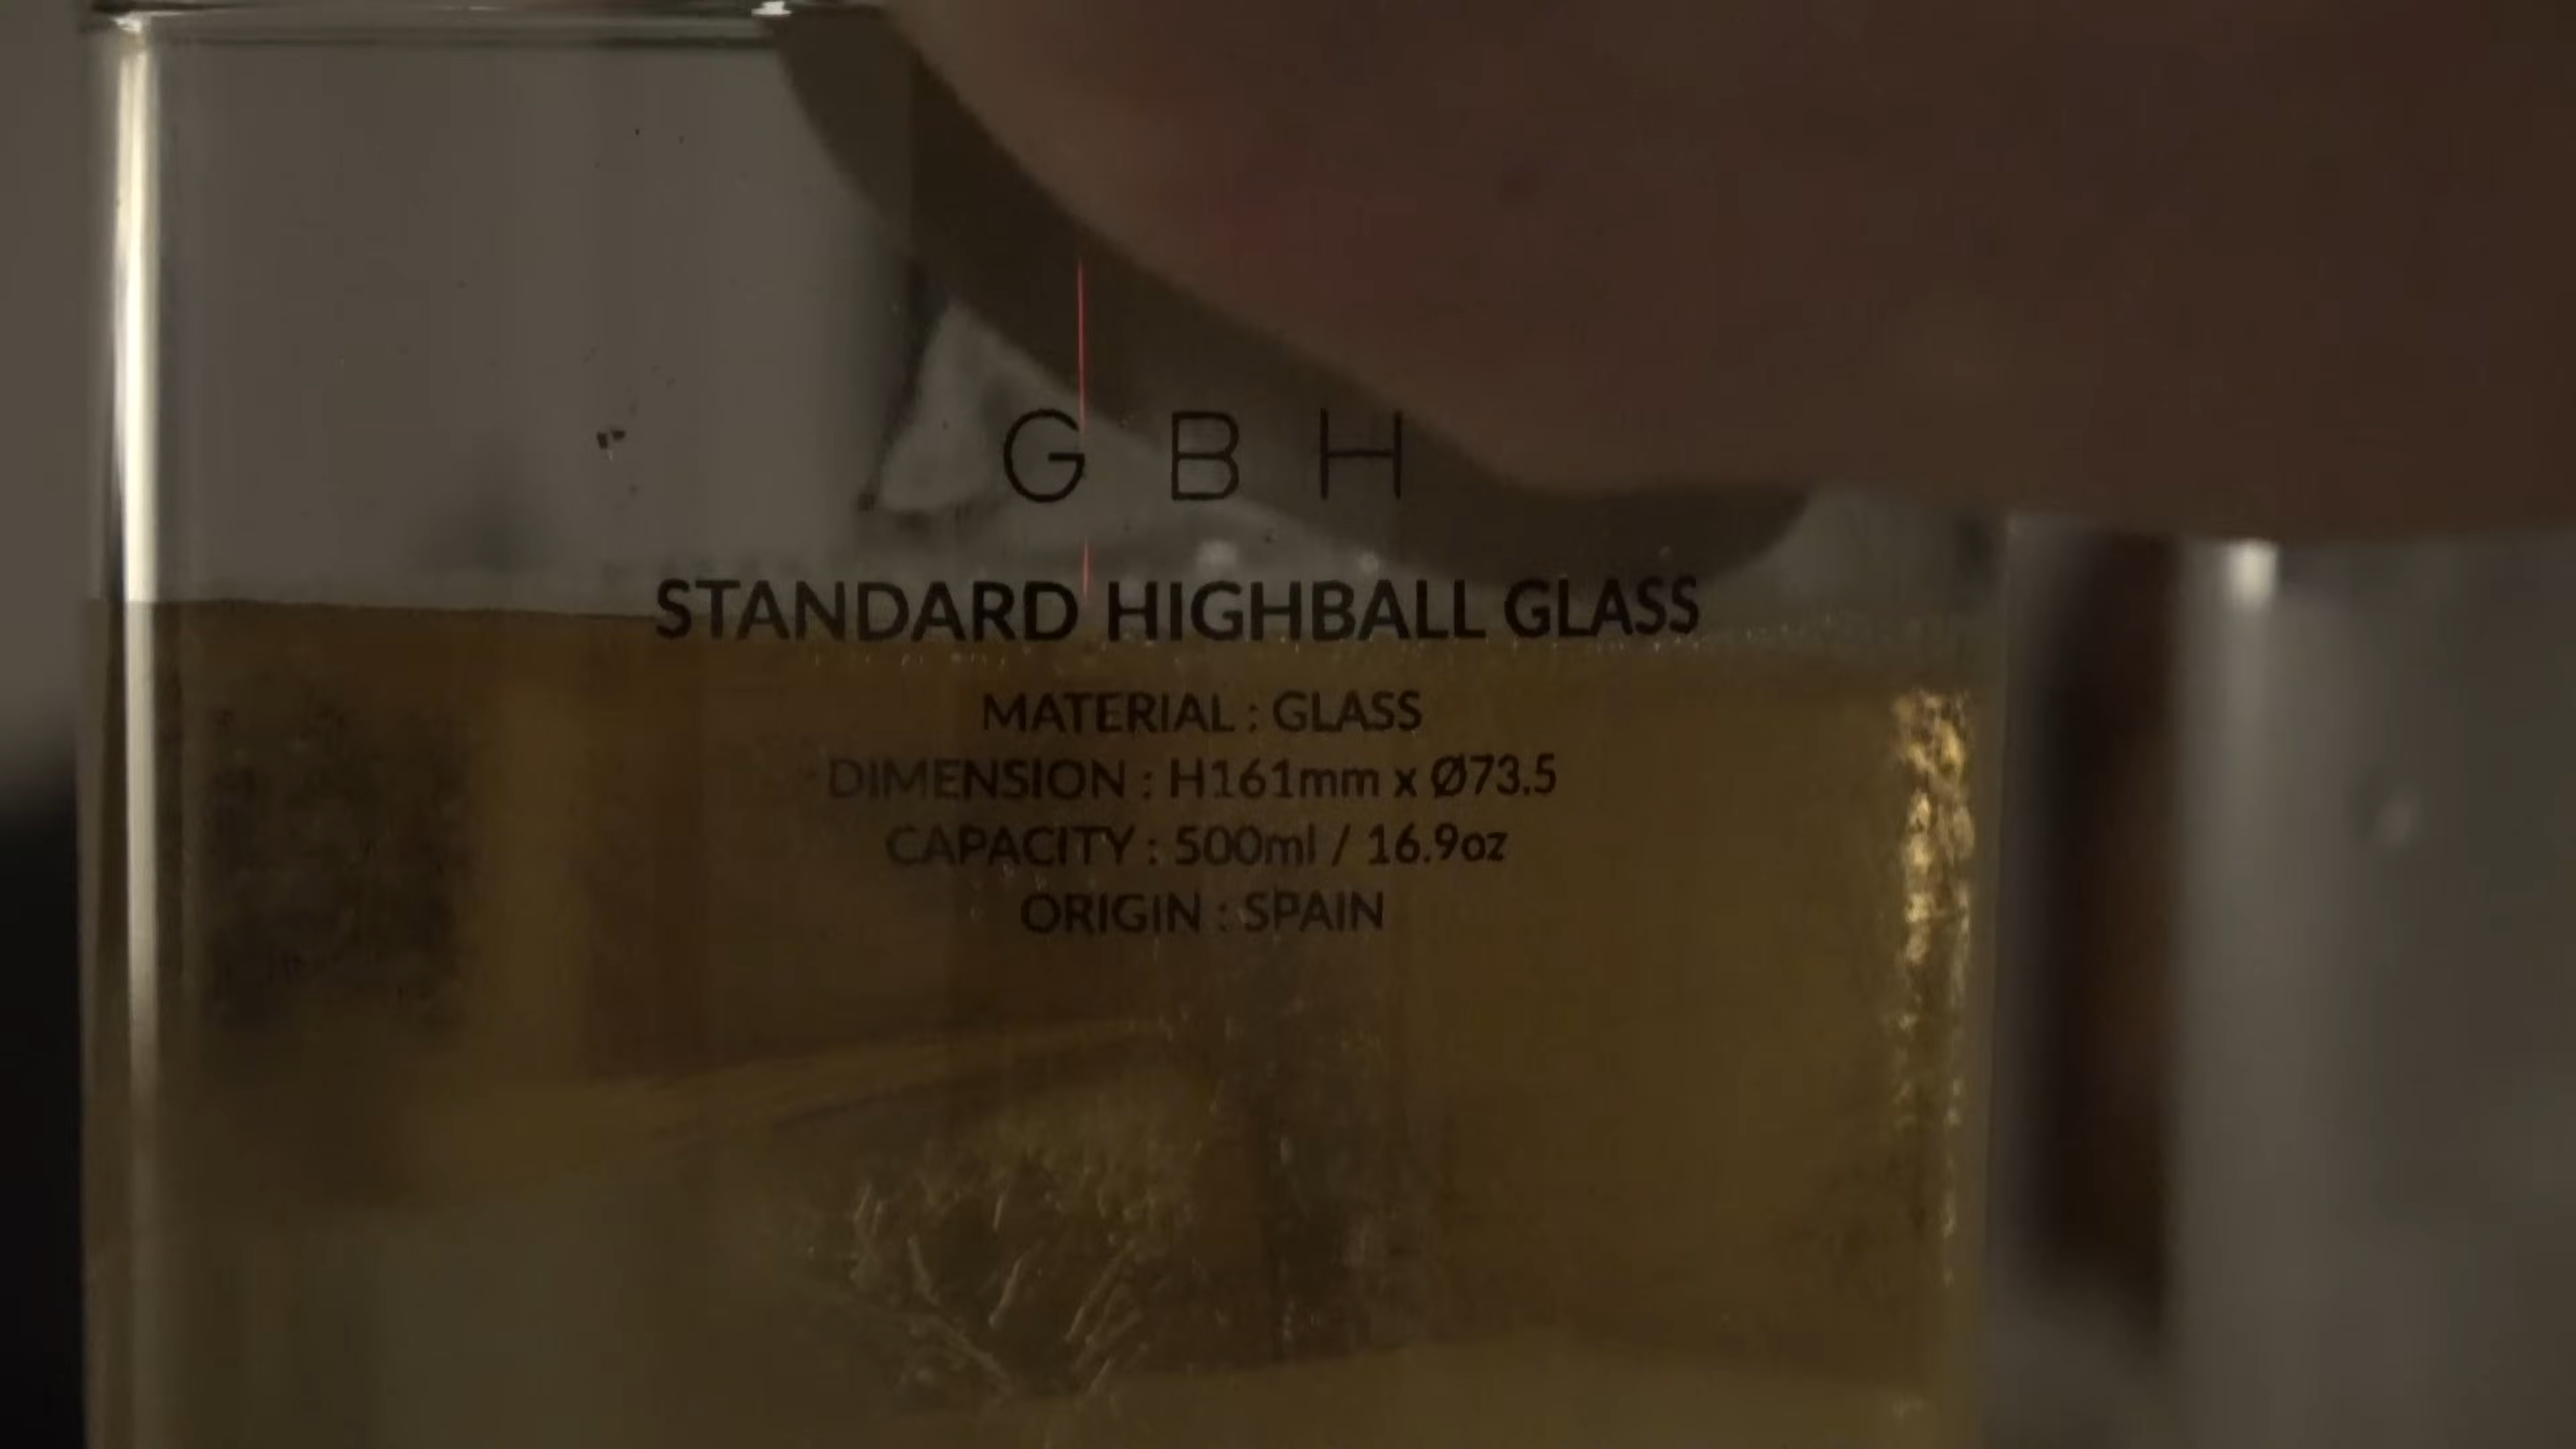 G B H
STANDARD HIGHBALL GLASS
MATERIAL : GLASS
DIMENSION : H161mm x Ø73.5
CAPACITY : 500ml / 16.9oz
ORIGIN : SPAIN